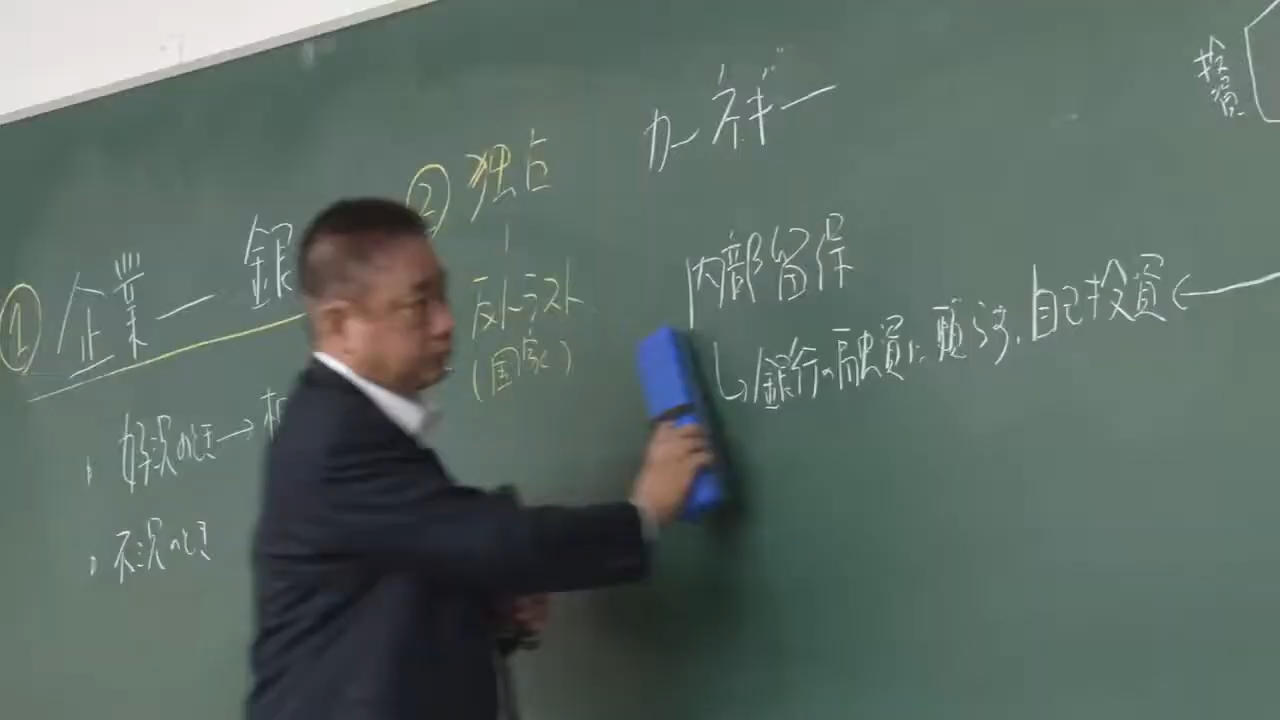 ① 企業 ― 銀
・好況のとき→
・不況のとき
② 独占
反トラスト
(国家)
カー ギー
内部留保
銀行の融資に頼らず、自己投資
投資